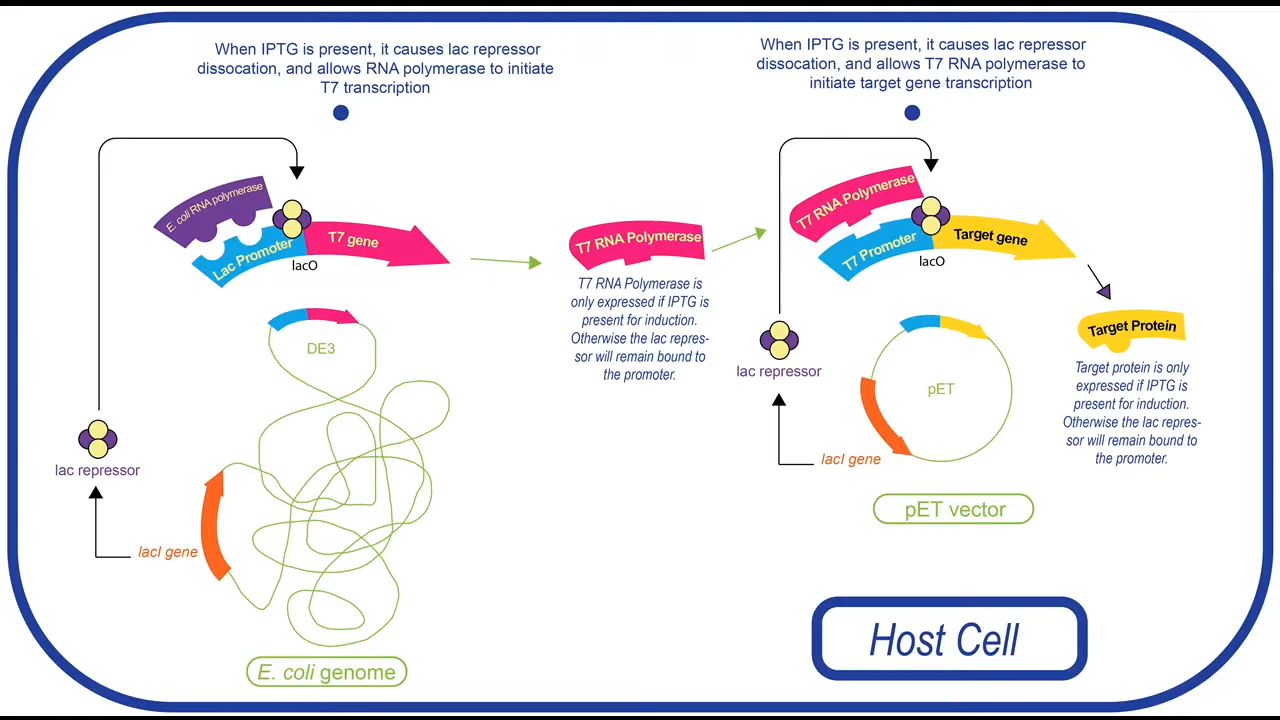 When IPTG is present, it causes lac repressor
dissocation, and allows RNA polymerase to initiate
T7 transcription
E. coli RNA polymerase
Lac Promoter
T7 gene
lacO
DE3
lac repressor
lacI gene
E. coli genome
T7 RNA Polymerase
T7 RNA Polymerase is
only expressed if IPTG is
present for induction.
Otherwise the lac repres-
sor will remain bound to
the promoter.
When IPTG is present, it causes lac repressor
dissocation, and allows T7 RNA polymerase to
initiate target gene transcription
T7 RNA Polymerase
T7 Promoter
Target gene
lacO
lac repressor
pET
lacI gene
pET vector
Target Protein
Target protein is only
expressed if IPTG is
present for induction.
Otherwise the lac repres-
sor will remain bound to
the promoter.
Host Cell